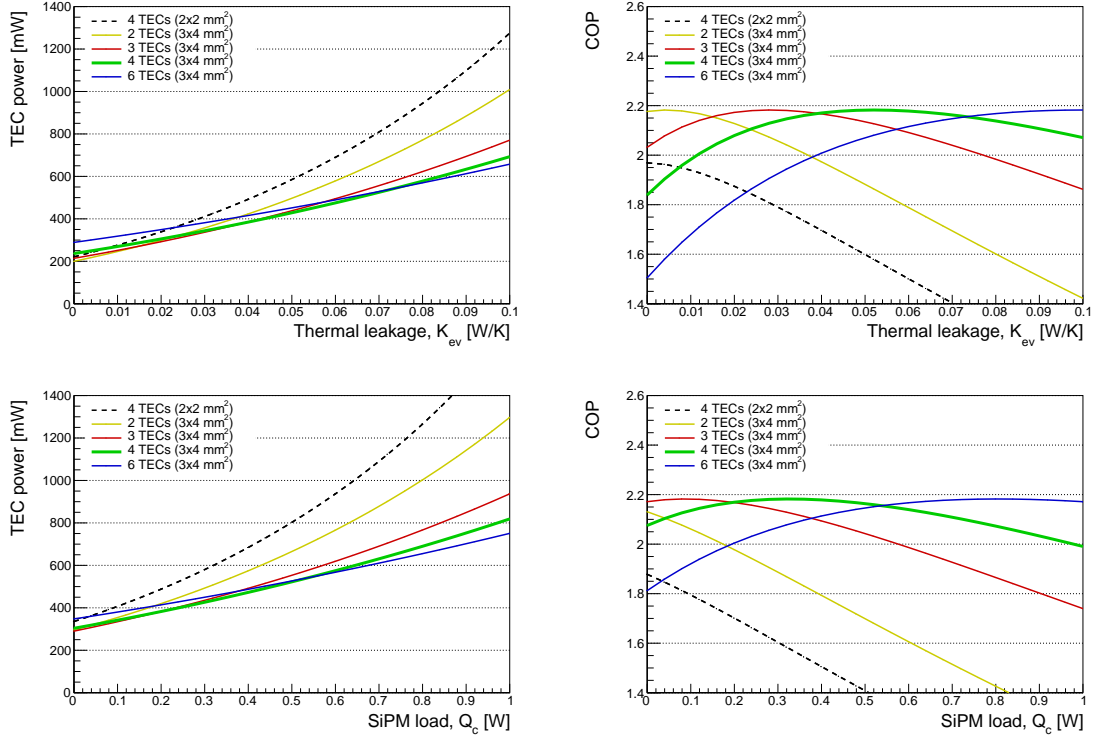 TEC power [mW]
1400
1200
1000
800
600
400
200
0
4 TECs (2x2 mm²)
2 TECs (3x4 mm²)
3 TECs (3x4 mm²)
4 TECs (3x4 mm²)
6 TECs (3x4 mm²)
0 0.01 0.02 0.03 0.04 0.05 0.06 0.07 0.08 0.09 0.1
Thermal leakage, K_ev [W/K]
COP
2.6
2.4
2.2
2
1.8
1.6
1.4
4 TECs (2x2 mm²)
2 TECs (3x4 mm²)
3 TECs (3x4 mm²)
4 TECs (3x4 mm²)
6 TECs (3x4 mm²)
0 0.01 0.02 0.03 0.04 0.05 0.06 0.07 0.08 0.09 0.1
Thermal leakage, K_ev [W/K]
TEC power [mW]
1400
1200
1000
800
600
400
200
0
4 TECs (2x2 mm²)
2 TECs (3x4 mm²)
3 TECs (3x4 mm²)
4 TECs (3x4 mm²)
6 TECs (3x4 mm²)
0 0.1 0.2 0.3 0.4 0.5 0.6 0.7 0.8 0.9 1
SiPM load, Q_c [W]
COP
2.6
2.4
2.2
2
1.8
1.6
1.4
4 TECs (2x2 mm²)
2 TECs (3x4 mm²)
3 TECs (3x4 mm²)
4 TECs (3x4 mm²)
6 TECs (3x4 mm²)
0 0.1 0.2 0.3 0.4 0.5 0.6 0.7 0.8 0.9 1
SiPM load, Q_c [W]